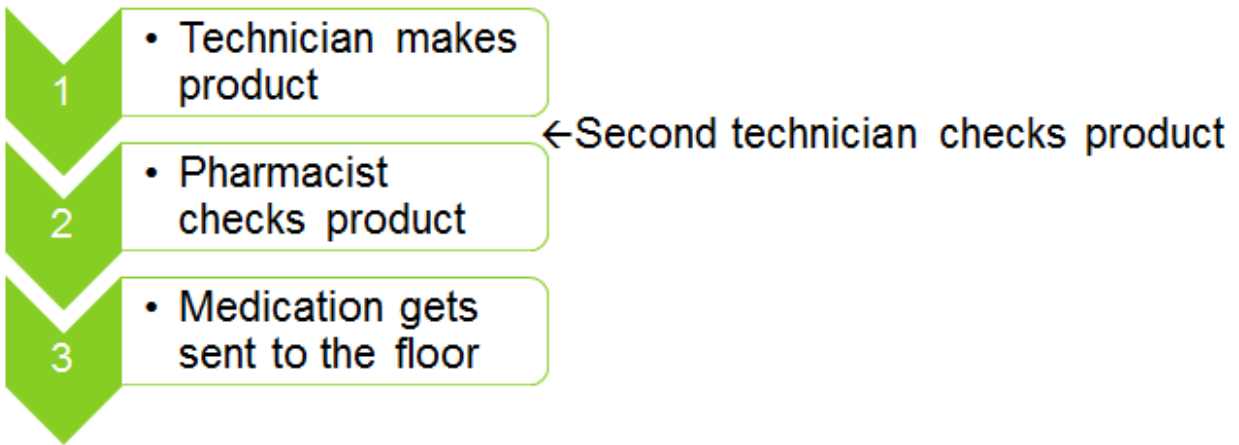 1
• Technician makes
product
←Second technician checks product
2
• Pharmacist
checks product
3
• Medication gets
sent to the floor